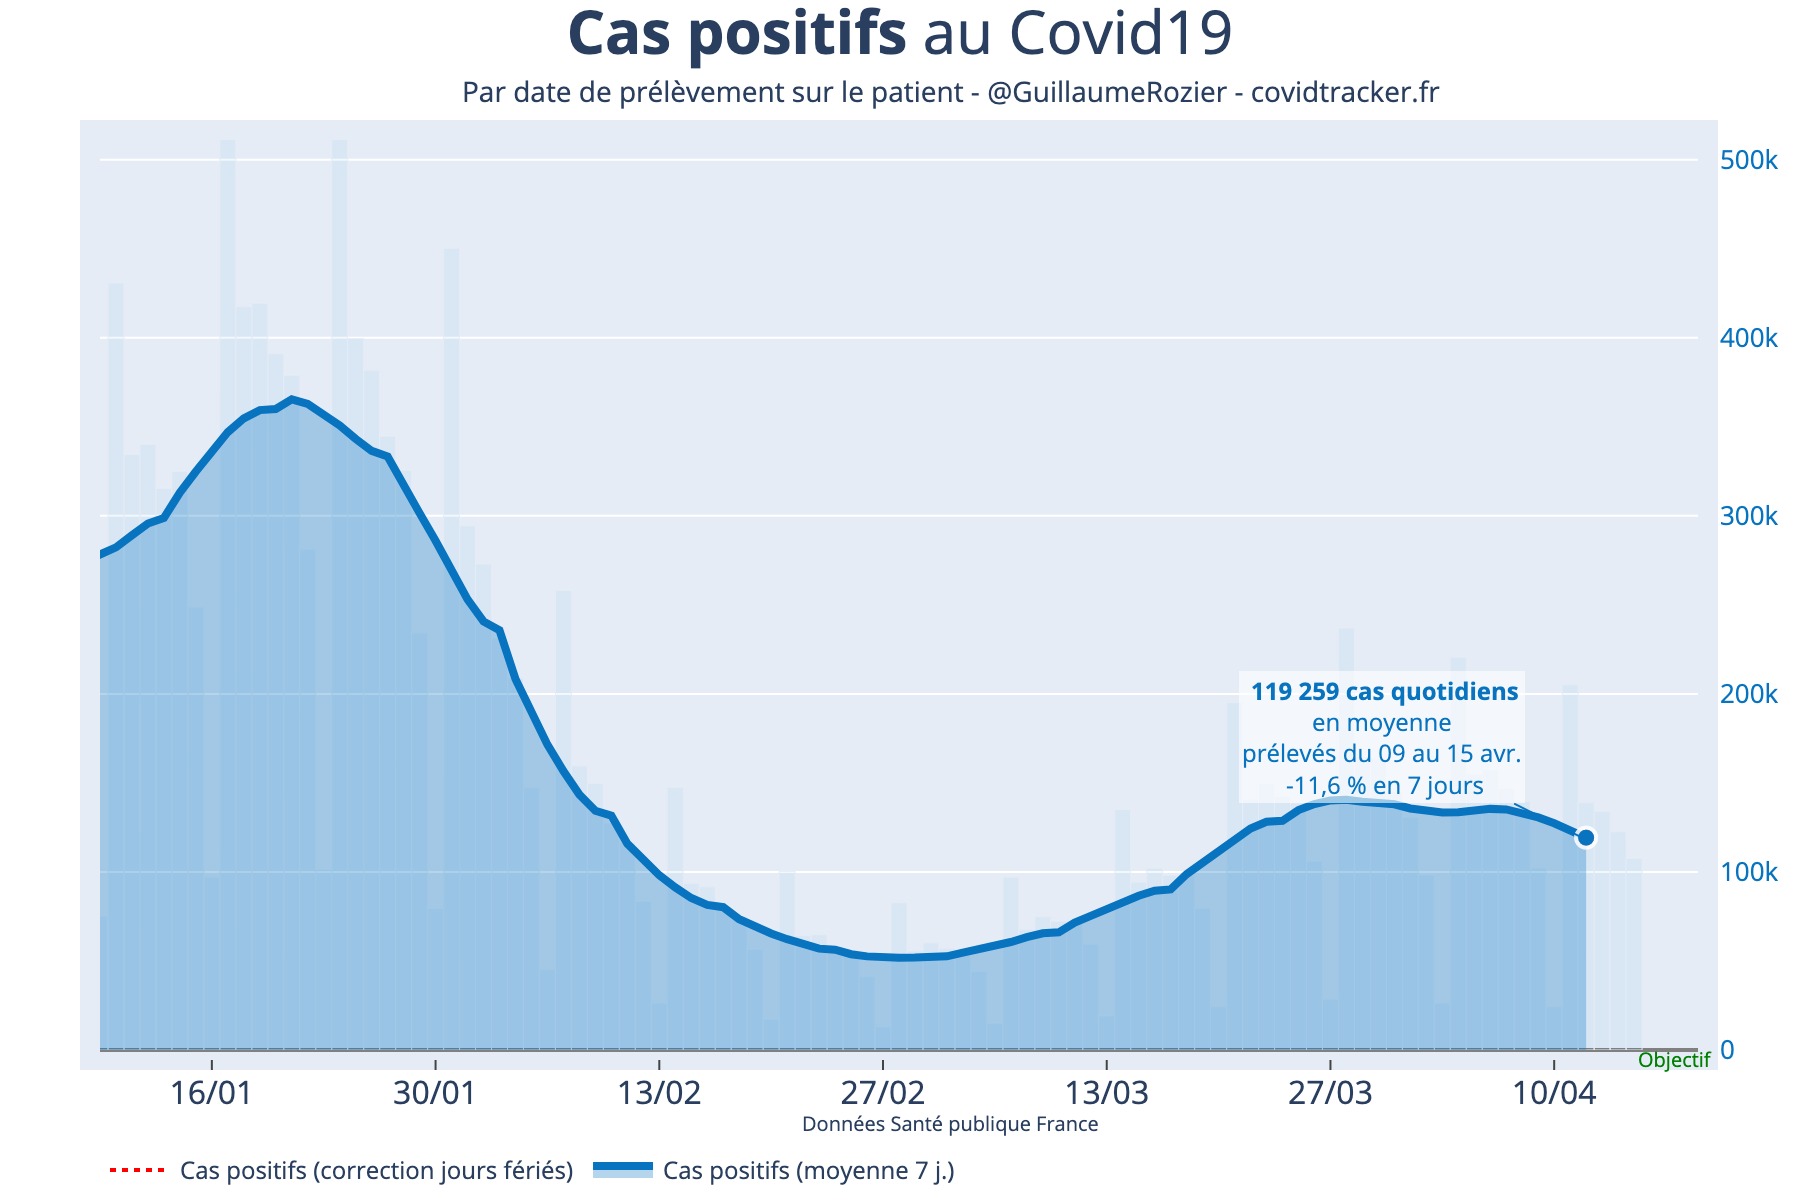 Cas positifs au Covid19
Par date de prélèvement sur le patient - @GuillaumeRozier - covidtracker.fr
500k
400k
300k
200k
100k
0
119 259 cas quotidiens
en moyenne
prélevés du 09 au 15 avr.
-11,6 % en 7 jours
Objectif
16/01 30/01 13/02 27/02 13/03 27/03 10/04
Données Santé publique France
Cas positifs (correction jours fériés) Cas positifs (moyenne 7 j.)